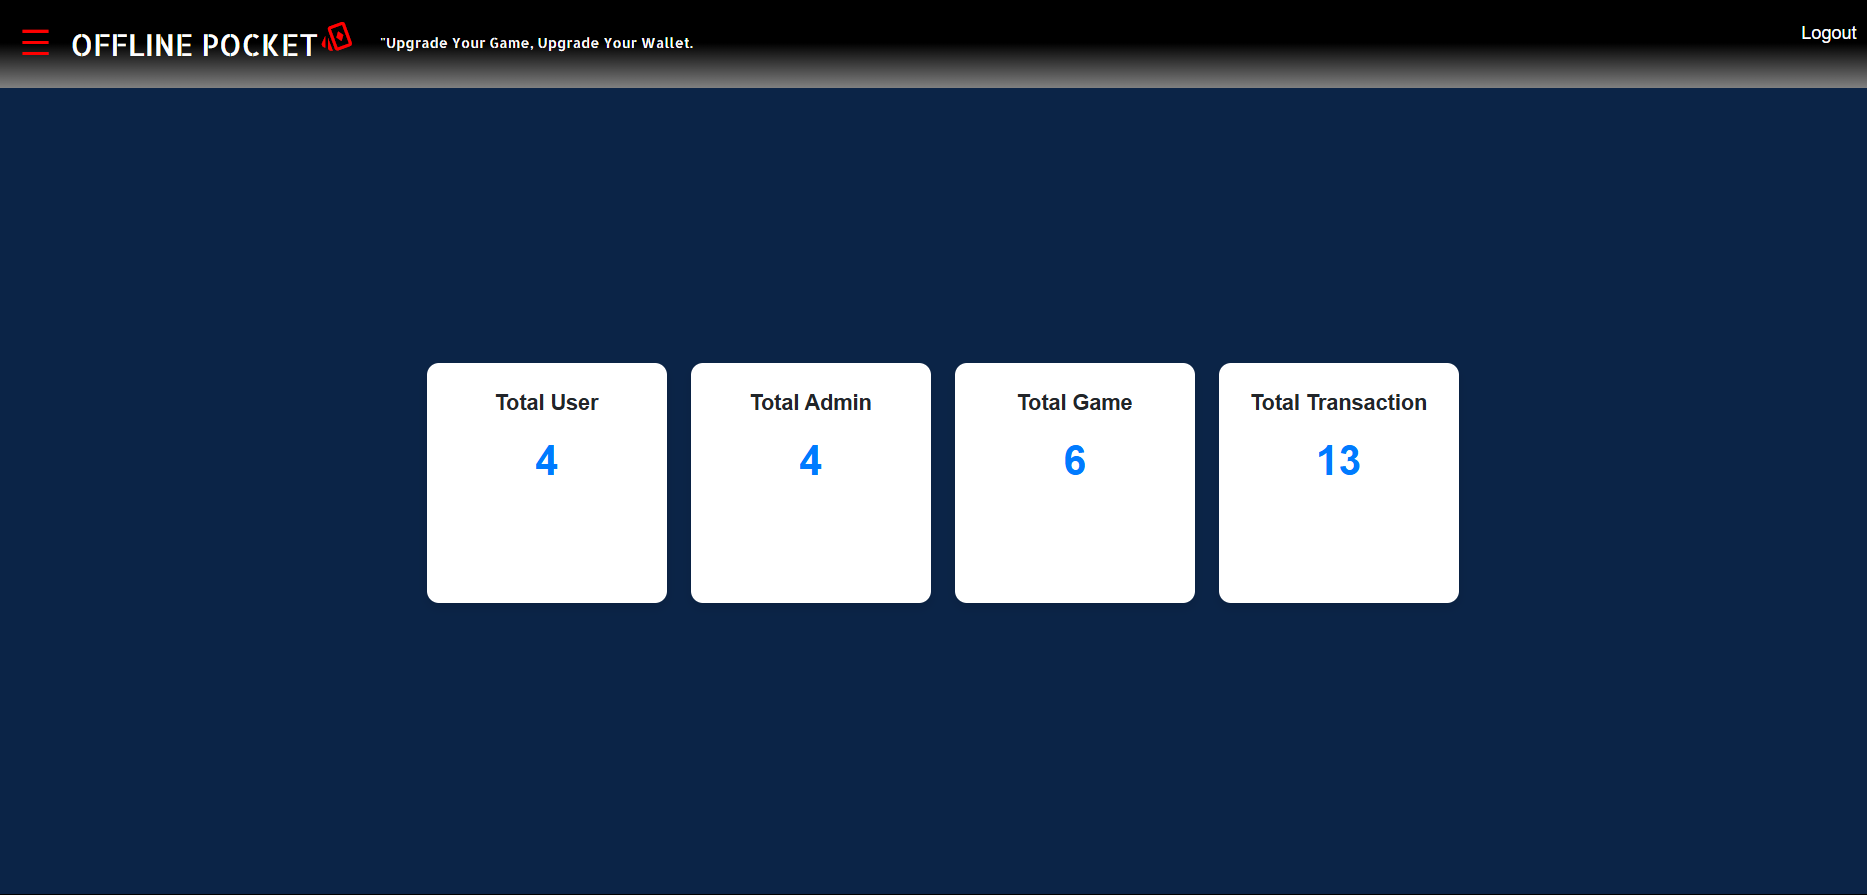 OFFLINE POCKET
"Upgrade Your Game, Upgrade Your Wallet.
Logout
Total User
4
Total Admin
4
Total Game
6
Total Transaction
13